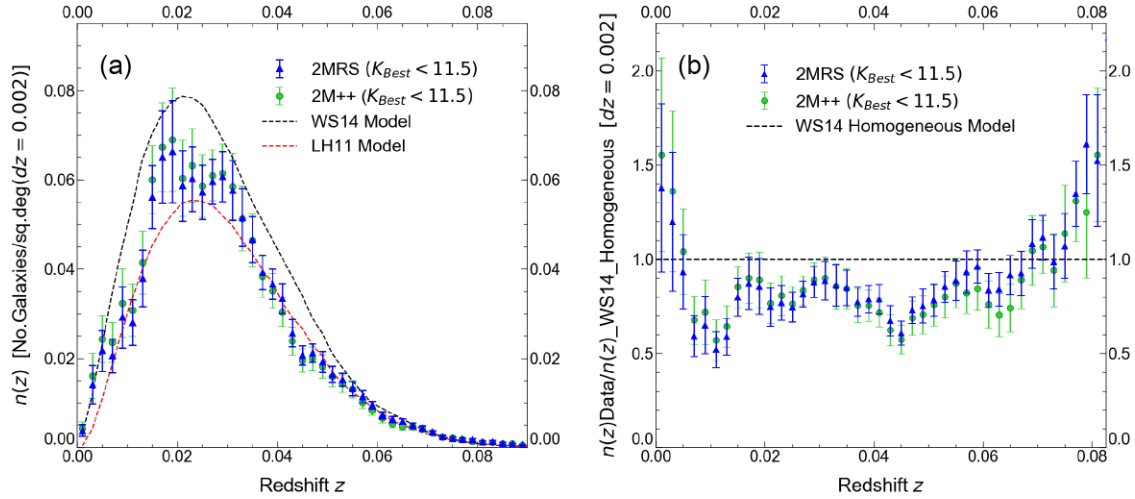 0.00 0.02 0.04 0.06 0.08
(a)
2MRS (K_Best < 11.5)
2M++ (K_Best < 11.5)
WS14 Model
LH11 Model
n(z) [No.Galaxies/sq.deg(dz = 0.002)]
0.08 0.08
0.06 0.06
0.04 0.04
0.02 0.02
0.00 0.00
0.00 0.02 0.04 0.06 0.08
Redshift z
0.00 0.02 0.04 0.06 0.08
(b)
2MRS (K_Best < 11.5)
2M++ (K_Best < 11.5)
WS14 Homogeneous Model
n(z)Data/n(z)_WS14_Homogeneous [dz = 0.002]
2.0 2.0
1.5 1.5
1.0 1.0
0.5 0.5
0.0 0.0
0.00 0.02 0.04 0.06 0.08
Redshift z